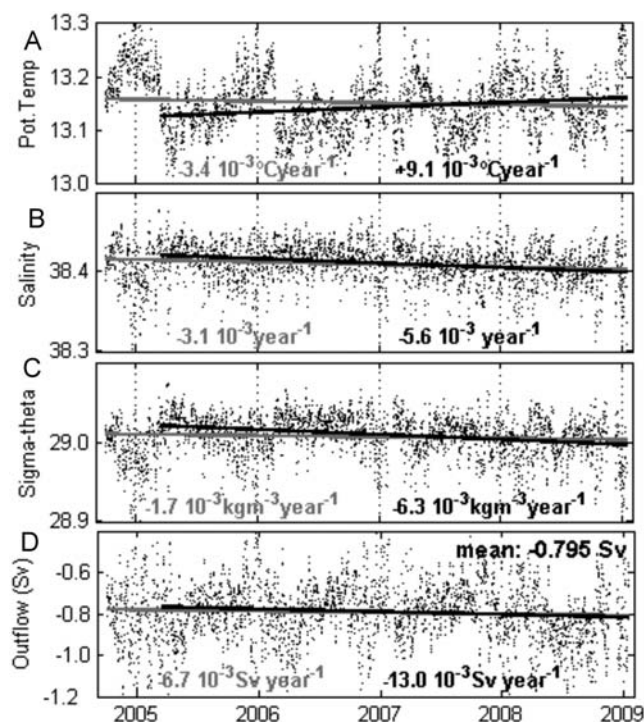 A
13.3
13.2
13.1
13.0
Pot.Temp
-3.4 10⁻³°Cyear⁻¹
+9.1 10⁻³°Cyear⁻¹
B
38.4
38.3
Salinity
-3.1 10⁻³year⁻¹
-5.6 10⁻³ year⁻¹
C
29.0
28.9
Sigma-theta
-1.7 10⁻³kgm⁻³year⁻¹
-6.3 10⁻³kgm⁻³year⁻¹
D
-0.6
-0.8
-1.0
-1.2
Outflow (Sv)
mean: -0.795 Sv
-6.7 10⁻³Sv year⁻¹
-13.0 10⁻³Sv year⁻¹
2005 2006 2007 2008 2009